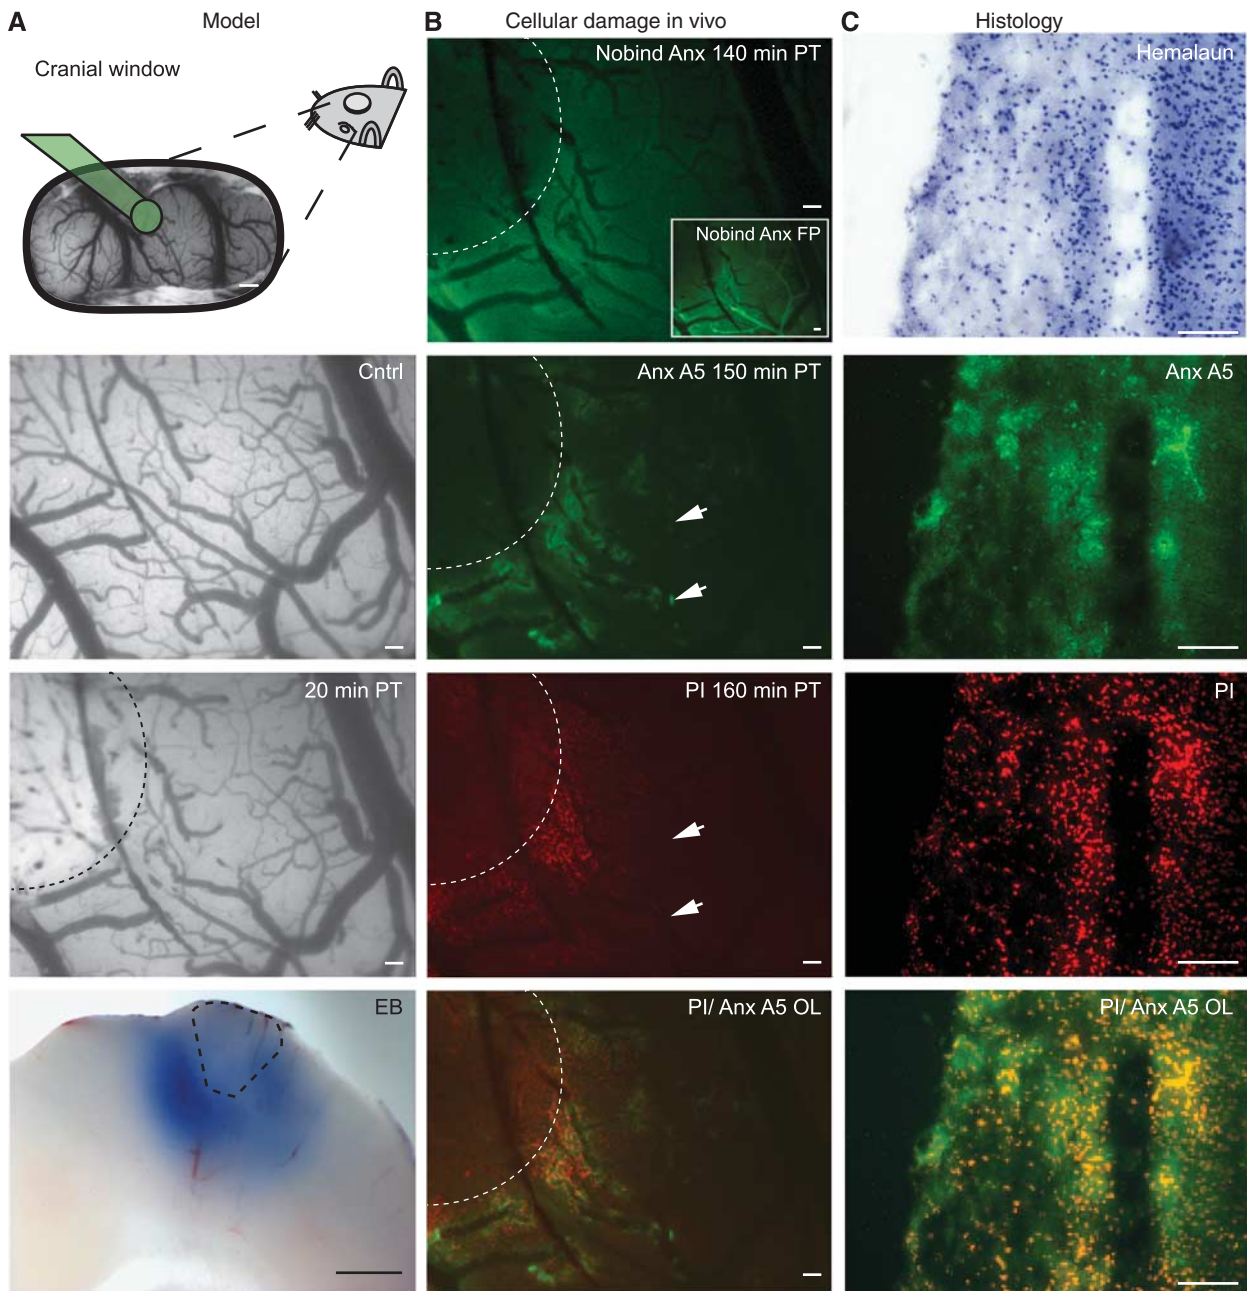 A
Model
Cranial window
Cntrl
20 min PT
EB
B
Cellular damage in vivo
Nobind Anx 140 min PT
Nobind Anx FP
Anx A5 150 min PT
PI 160 min PT
PI/ Anx A5 OL
C
Histology
Hemalaun
Anx A5
PI
PI/ Anx A5 OL